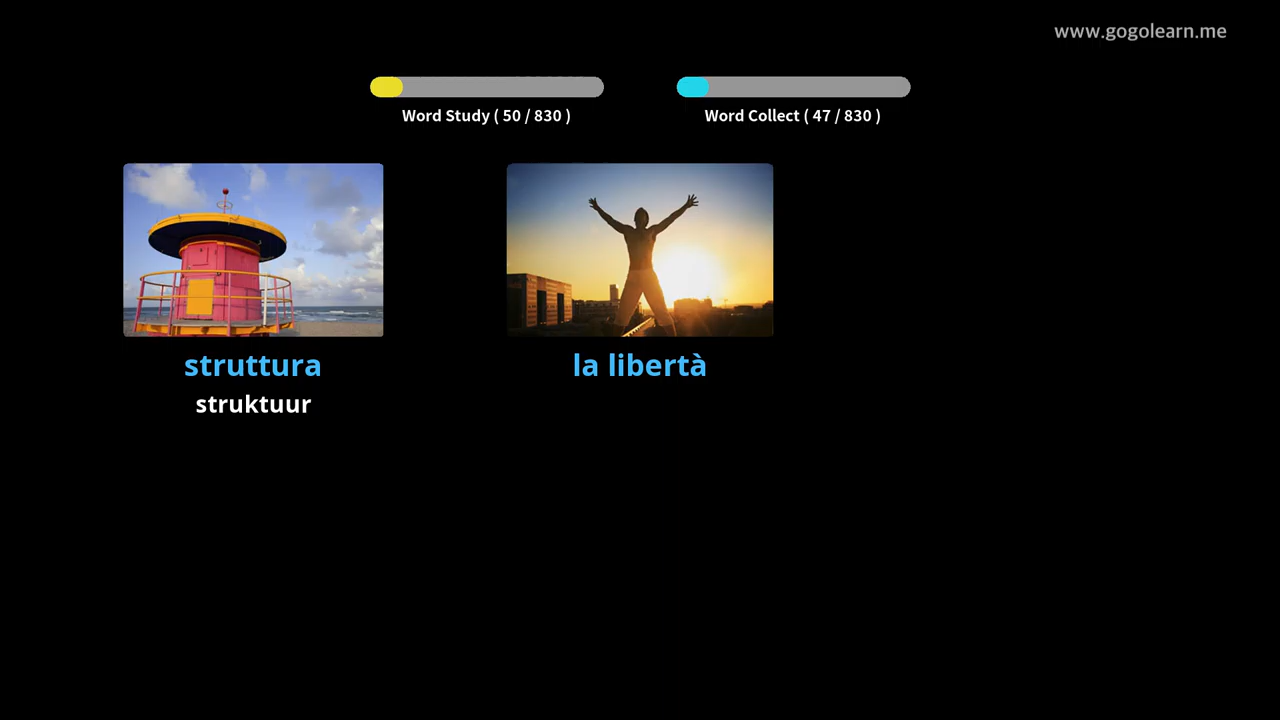 www.gogolearn.me
Word Study ( 50 / 830 )
Word Collect ( 47 / 830 )
struttura
struktuur
la libertà